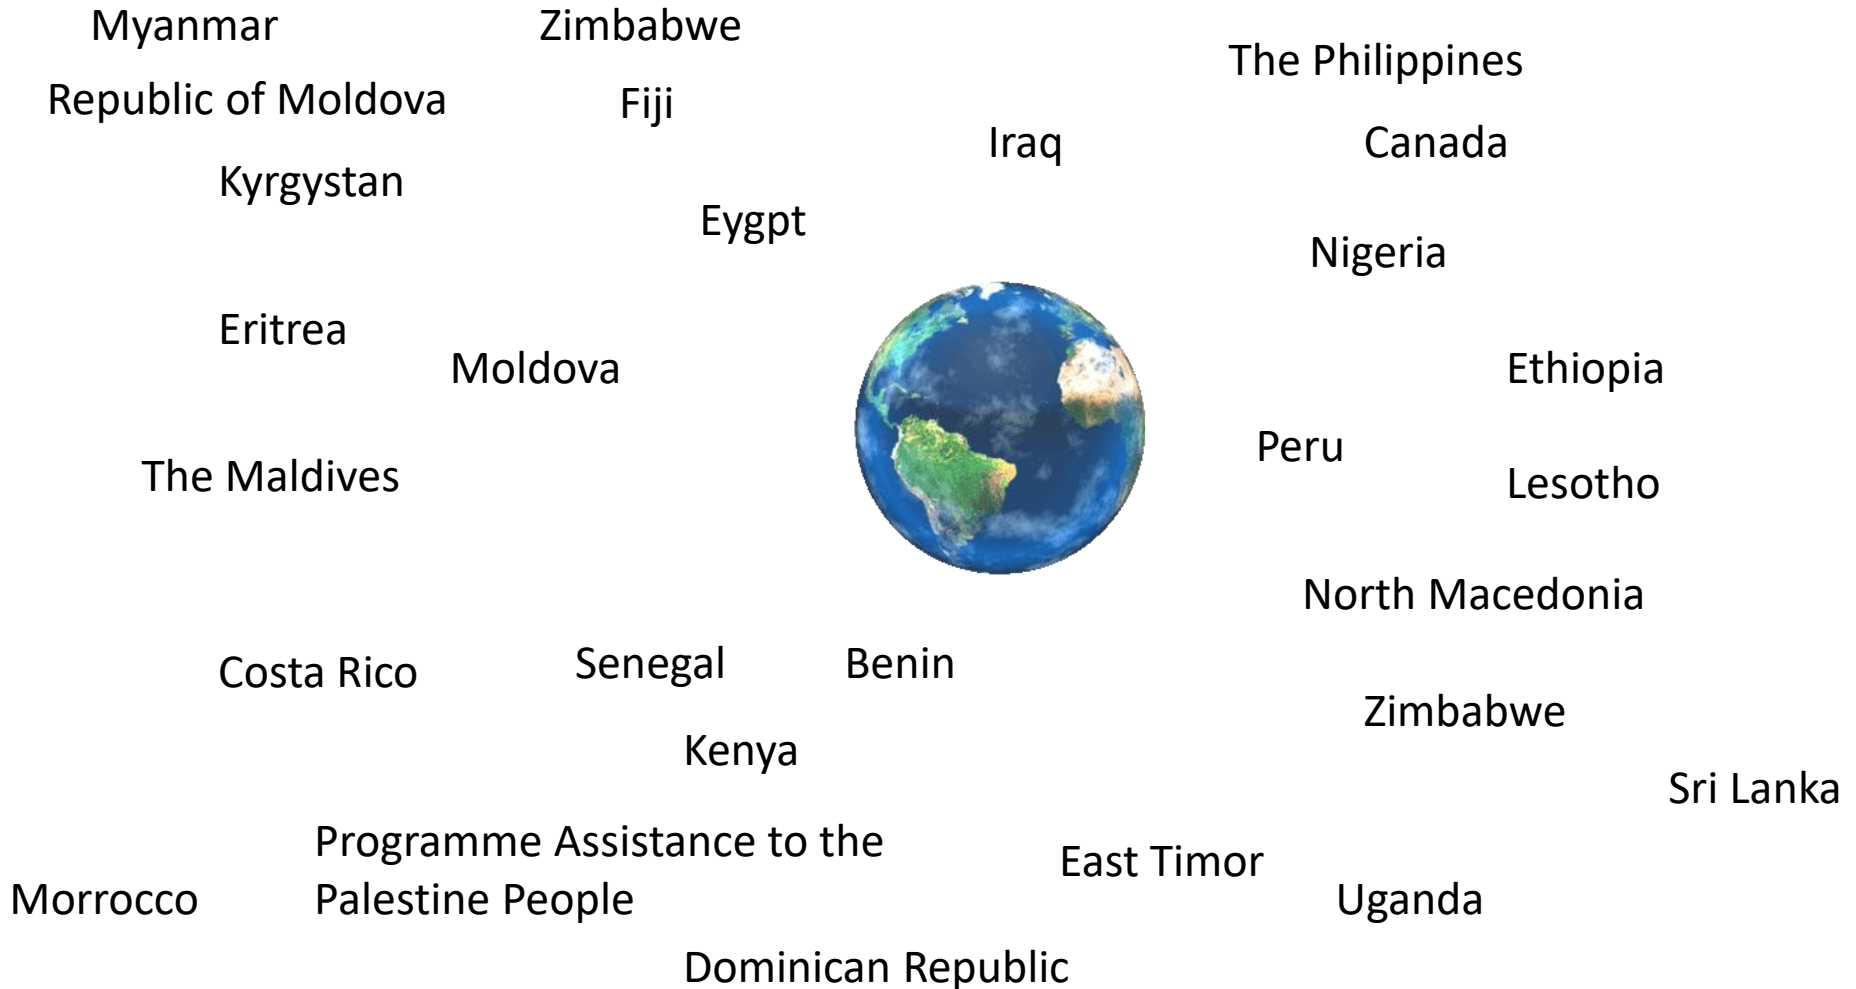 Myanmar
Zimbabwe
The Philippines
Republic of Moldova
Fiji
Iraq
Canada
Kyrgystan
Eygpt
Nigeria
Eritrea
Moldova
Ethiopia
Peru
The Maldives
Lesotho
North Macedonia
Costa Rico
Senegal
Benin
Zimbabwe
Kenya
Sri Lanka
Programme Assistance to the
Palestine People
East Timor
Morrocco
Uganda
Dominican Republic